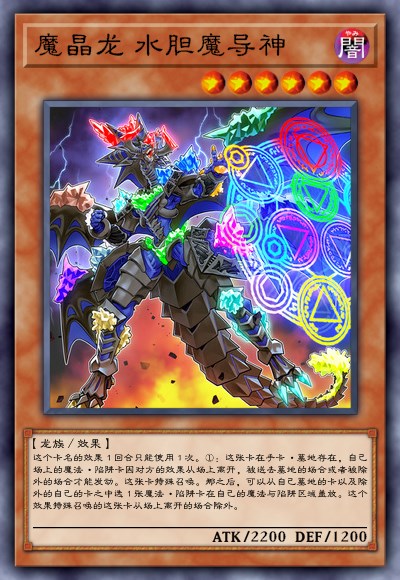 魔晶龙 水胆魔导神
やみ
闇
【龙族／效果】
这个卡名的效果1回合只能使用1次。①：这张卡在手卡·墓地存在，自己
场上的魔法·陷阱卡因对方的效果从场上离开，被送去墓地的场合或者被除
外的场合才能发动。这张卡特殊召唤。那之后，可以从自己墓地的卡以及除
外的自己的卡之中选1张魔法·陷阱卡在自己的魔法与陷阱区域盖放。这个
效果特殊召唤的这张卡从场上离开的场合除外。
ATK/2200 DEF/1200